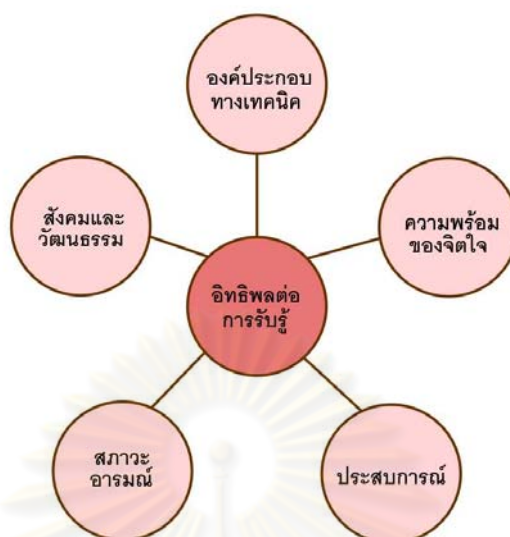 องค์ประกอบ
ทางเทคนิค
สังคมและ
วัฒนธรรม
ความพร้อม
ของจิตใจ
อิทธิพลต่อ
การรับรู้
สภาวะ
อารมณ์
ประสบการณ์